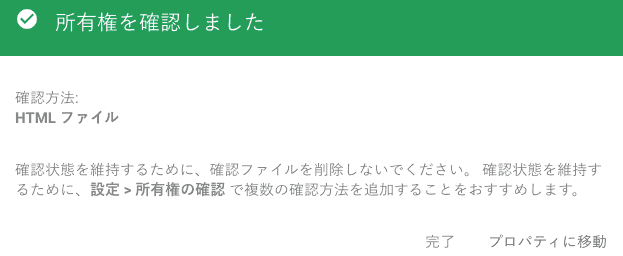 所有権を確認しました
確認方法:
HTML ファイル
確認状態を維持するために、確認ファイルを削除しないでください。 確認状態を維持す
るために、設定 > 所有権の確認 で複数の確認方法を追加することをおすすめします。
完了 プロパティに移動